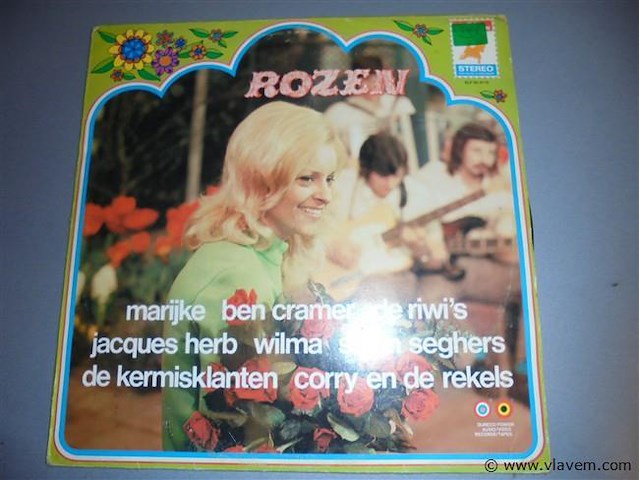 ROZEN
STEREO
marijke ben cramer de riwi's
jacques herb wilma seghers
de kermisklanten corry en de rekels
© www.vlavem.com